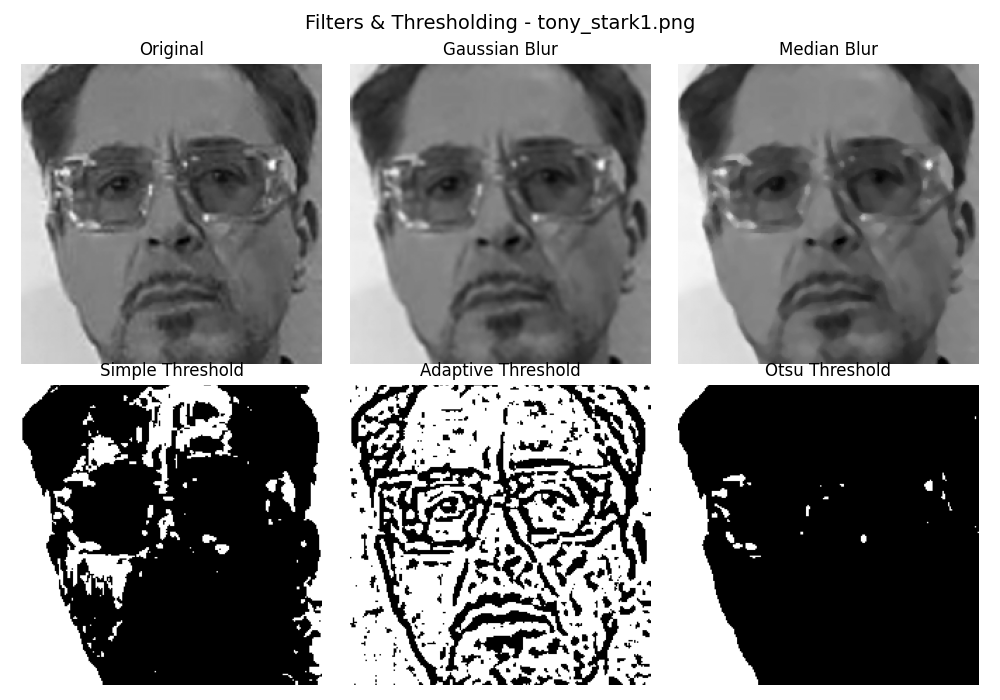 Filters & Thresholding - tony_stark1.png
Original
Gaussian Blur
Median Blur
Simple Threshold
Adaptive Threshold
Otsu Threshold